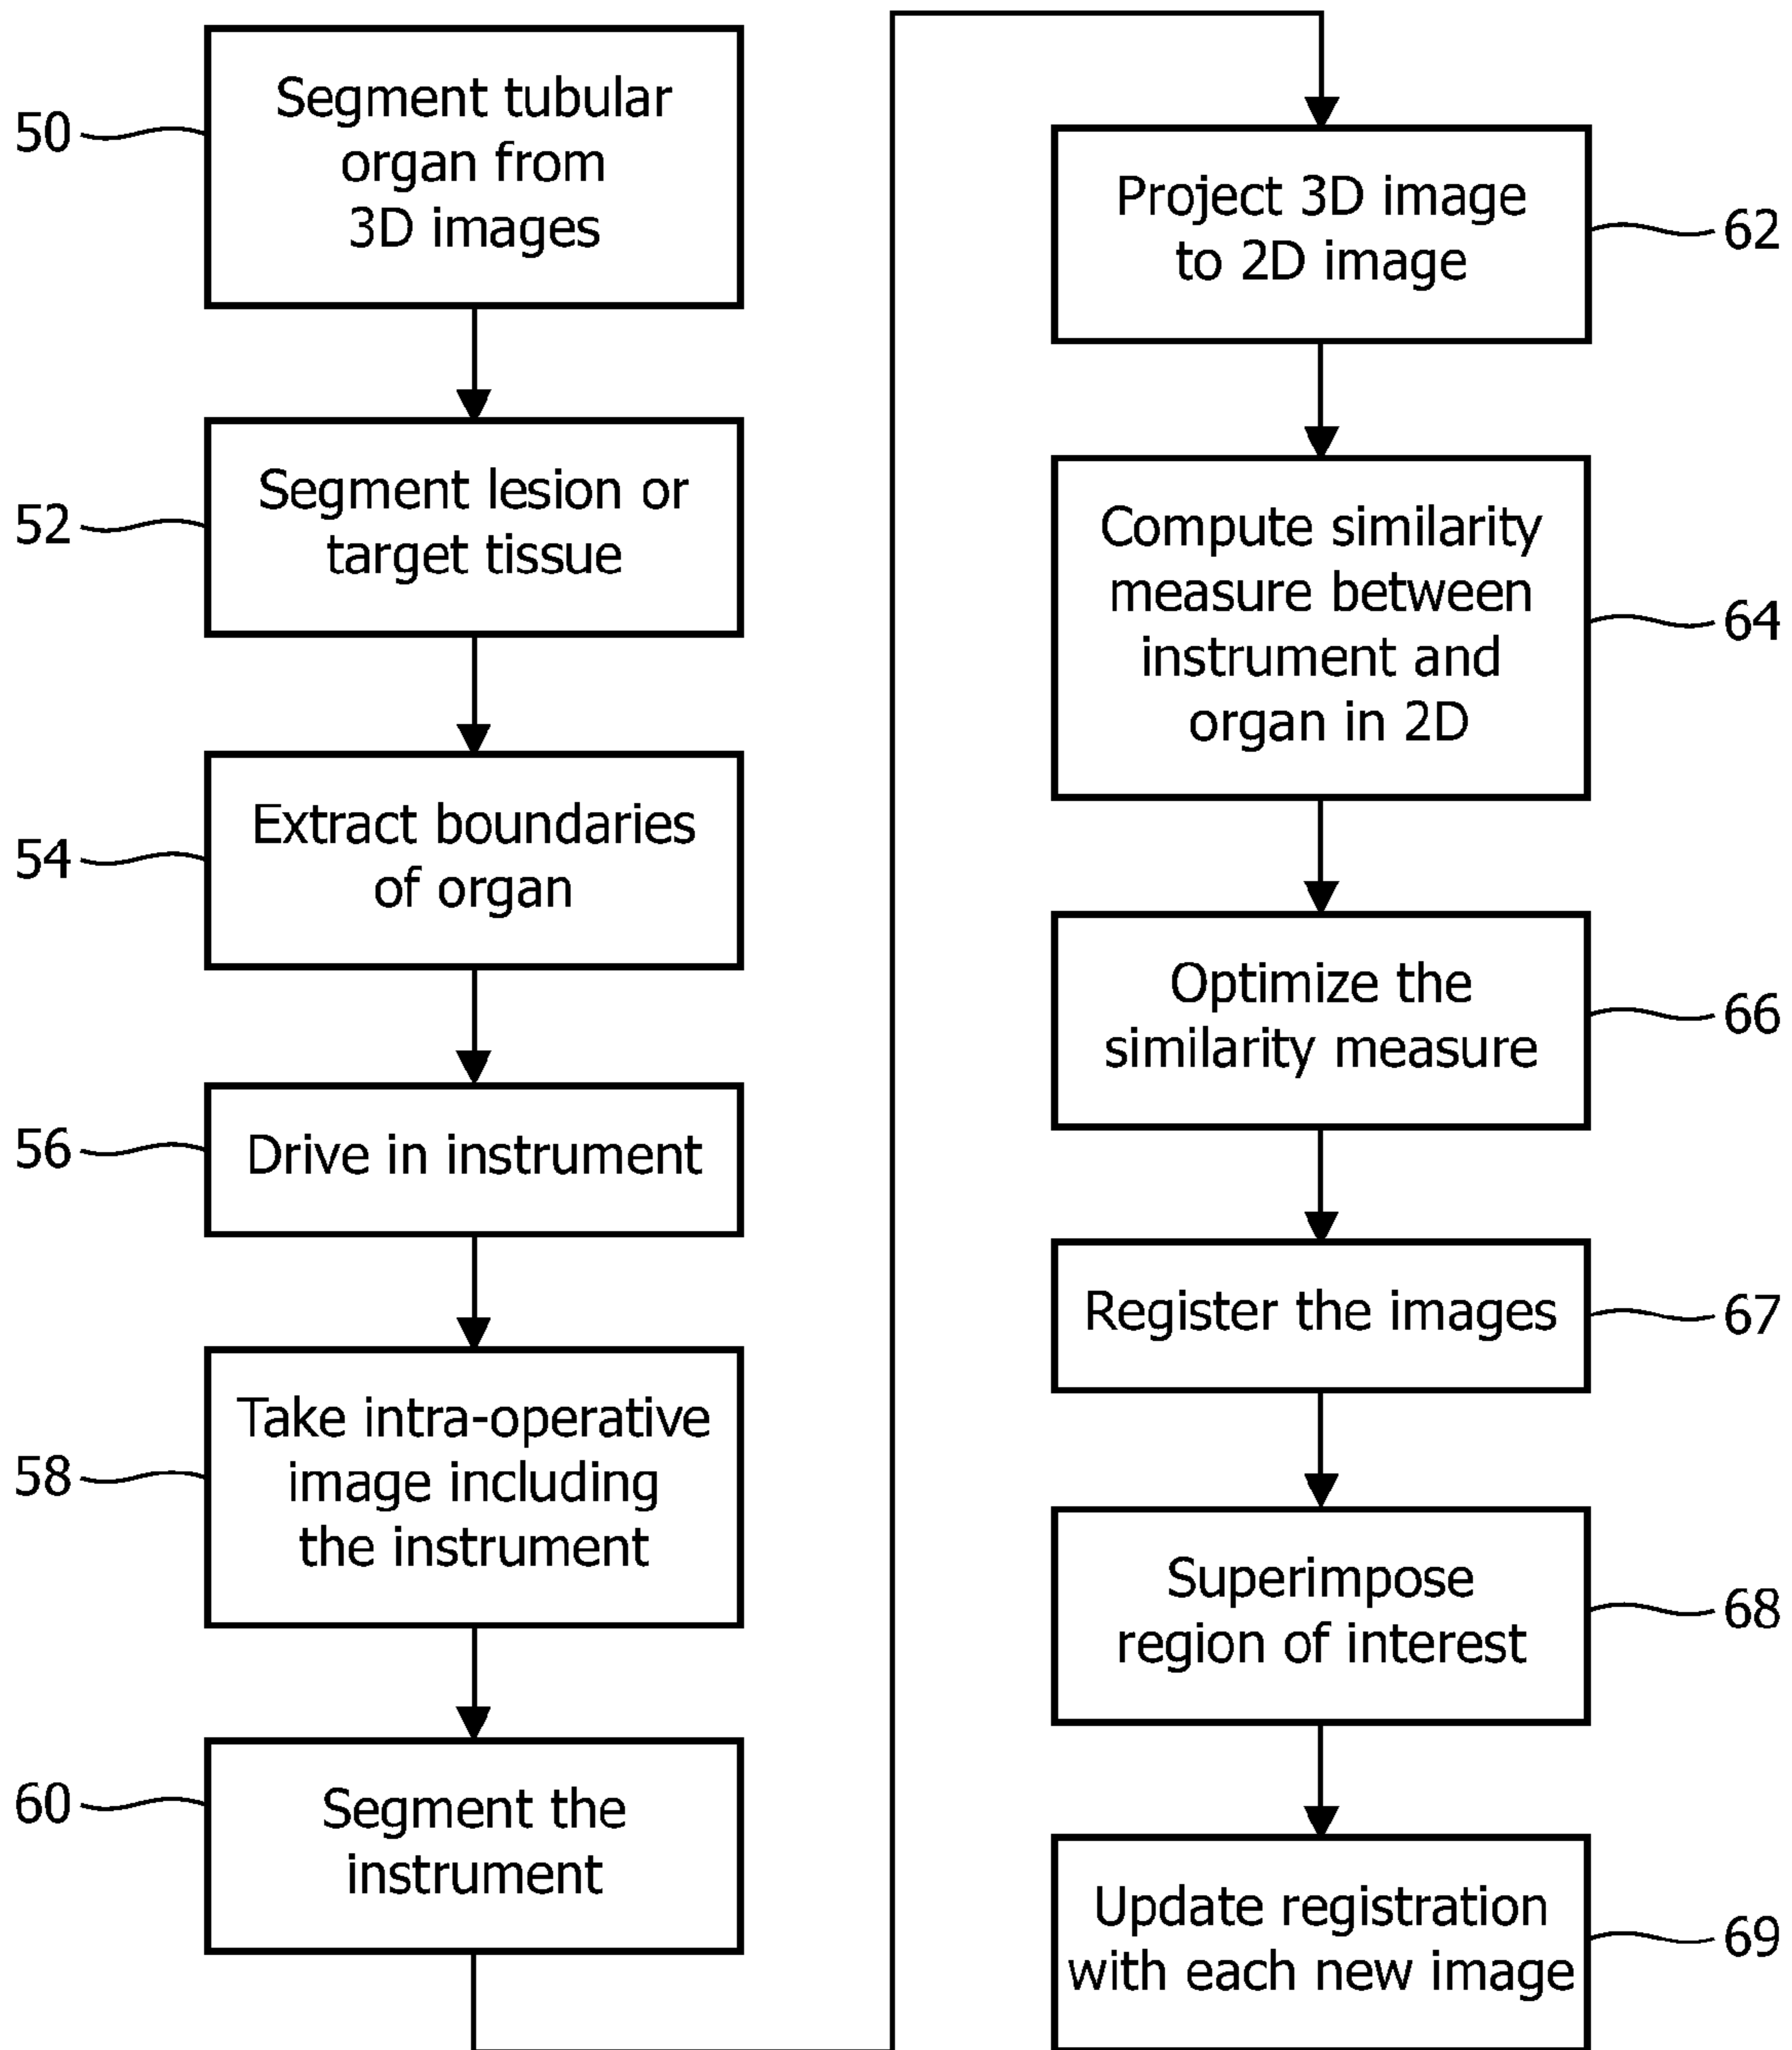 50
Segment tubular
organ from
3D images
52
Segment lesion or
target tissue
54
Extract boundaries
of organ
56
Drive in instrument
58
Take intra-operative
image including
the instrument
60
Segment the
instrument
Project 3D image
to 2D image
62
Compute similarity
measure between
instrument and
organ in 2D
64
Optimize the
similarity measure
66
Register the images
67
Superimpose
region of interest
68
Update registration
with each new image
69